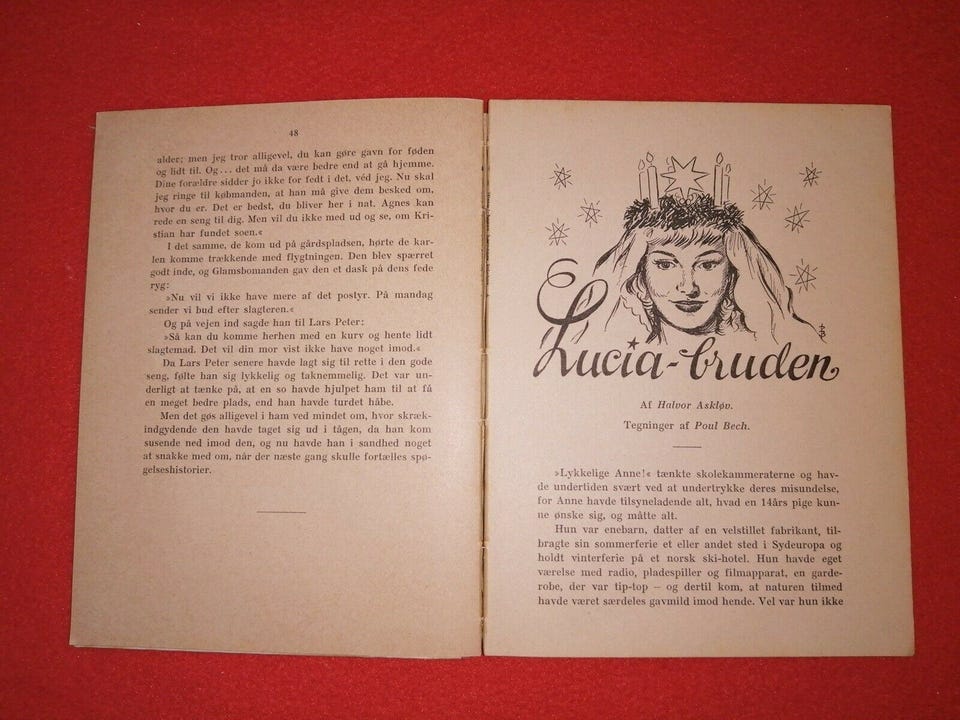 48
alder; men jeg tror alligevel, du kan gøre gavn for føden
og lidt til. Og... det må da være bedre end at gå hjemme.
Dine forældre sidder jo ikke for fedt i det, véd jeg. Nu skal
jeg ringe til købmanden, at han må give dem besked om,
hvor du er. Det er bedst, du bliver her i nat. Agnes kan
rede en seng til dig. Men vil du ikke med ud og se, om Kri-
stian har fundet soen.«
I det samme, de kom ud på gårdspladsen, hørte de kar-
len komme trækkende med flygtningen. Den blev spærret
godt inde, og Glamsbomanden gav den et dask på dens fede
ryg:
»Nu vil vi ikke have mere af det postyr. På mandag
sender vi bud efter slagteren.«
Og på vejen ind sagde han til Lars Peter:
»Så kan du komme herhen med en kurv og hente lidt
slagtemad. Det vil din mor vist ikke have noget imod.«
Da Lars Peter senere havde lagt sig til rette i den gode
seng, følte han sig lykkelig og taknemmelig. Det var un-
derligt at tænke på, at en so havde hjulpet ham til at få
en meget bedre plads, end han havde turdet håbe.
Men det gøs alligevel i ham ved mindet om, hvor skræk-
indgydende den havde taget sig ud i tågen, da han kom
susende ned imod den, og nu havde han i sandhed noget
at snakke med om, når der næste gang skulle fortælles spø-
gelseshistorier.
Lucia-bruden
Af Halvor Askløv.
Tegninger af Poul Bech.
»Lykkelige Anne!« tænkte skolekammeraterne og hav-
de undertiden svært ved at undertrykke deres misundelse,
for Anne havde tilsyneladende alt, hvad en 14års pige kun-
ne ønske sig, og måtte alt.
Hun var enebarn, datter af en velstillet fabrikant, til-
bragte sin sommerferie et eller andet sted i Sydeuropa og
holdt vinterferie på et norsk ski-hotel. Hun havde eget
værelse med radio, pladespiller og filmapparat, en garde-
robe, der var tip-top – og dertil kom, at naturen tilmed
havde været særdeles gavmild imod hende. Vel var hun ikke